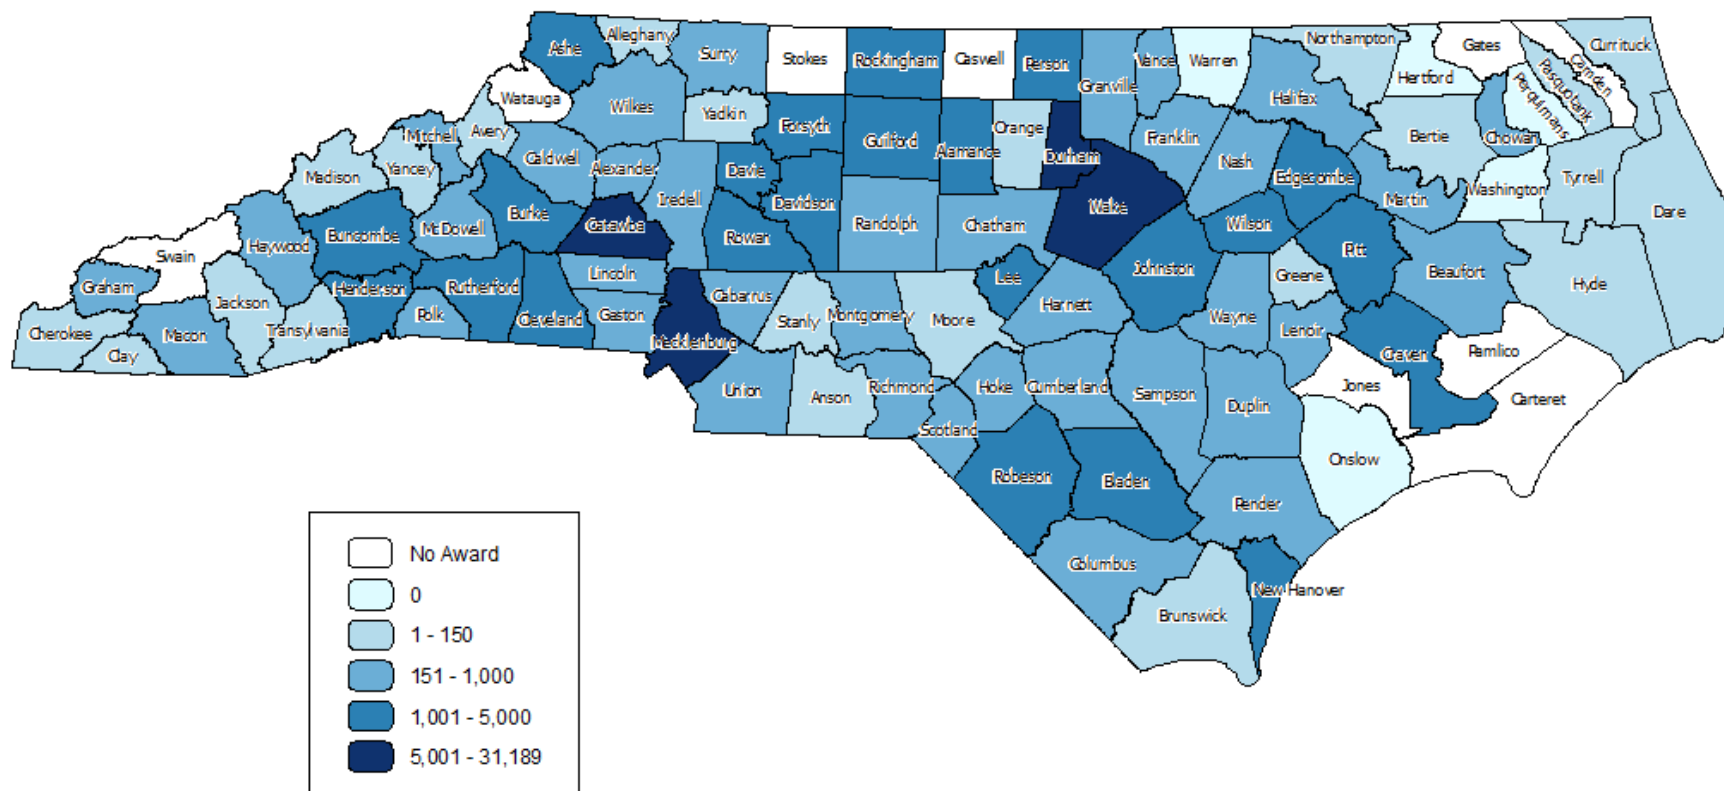 Ashe
Alleghany
Surry
Stokes
Rockingham
Caswell
Person
Granville
Vance
Warren
Northampton
Hertford
Gates
Camden
Currituck
Pasquotank
Perquimans
Chowan
Watauga
Wilkes
Yadkin
Forsyth
Guilford
Alamance
Orange
Durham
Franklin
Halifax
Bertie
Mitchell
Avery
Caldwell
Alexander
Iredell
Davie
Davidson
Randolph
Chatham
Wake
Nash
Edgecombe
Martin
Washington
Tyrrell
Dare
Madison
Yancey
McDowell
Burke
Catawba
Rowan
Wilson
Pitt
Beaufort
Hyde
Swain
Haywood
Buncombe
Graham
Jackson
Henderson
Rutherford
Lincoln
Cabarrus
Stanly
Montgomery
Moore
Lee
Harnett
Johnston
Greene
Wayne
Lenoir
Craven
Pamlico
Cherokee
Clay
Macon
Transylvania
Polk
Cleveland
Gaston
Mecklenburg
Union
Anson
Richmond
Scotland
Hoke
Cumberland
Sampson
Duplin
Jones
Carteret
Onslow
Robeson
Bladen
Pender
Columbus
Brunswick
New Hanover
No Award
0
1 - 150
151 - 1,000
1,001 - 5,000
5,001 - 31,189